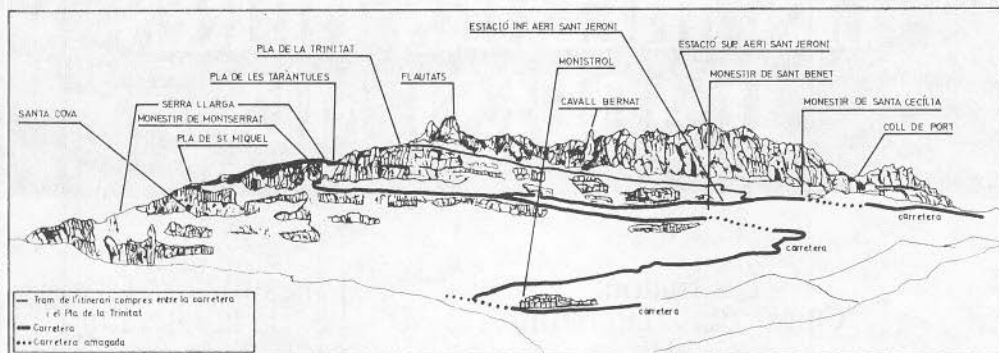 ESTACIÓ INF. AERI SANT JERONI
PLA DE LA TRINITAT
ESTACIÓ SUP. AERI SANT JERONI
MONISTROL
PLA DE LES TARÀNTULES
FLAUTATS
MONESTIR DE SANT BENET
SERRA LLARGA
CAVALL BERNAT
MONESTIR DE SANTA CECÍLIA
SANTA COVA
MONESTIR DE MONTSERRAT
COLL DE PORT
PLA DE ST. MIQUEL
carretera
carretera
carretera
Tram de l'itinerari compres entre la carretera
i el Pla de la Trinitat
Carretera
Carretera amagada